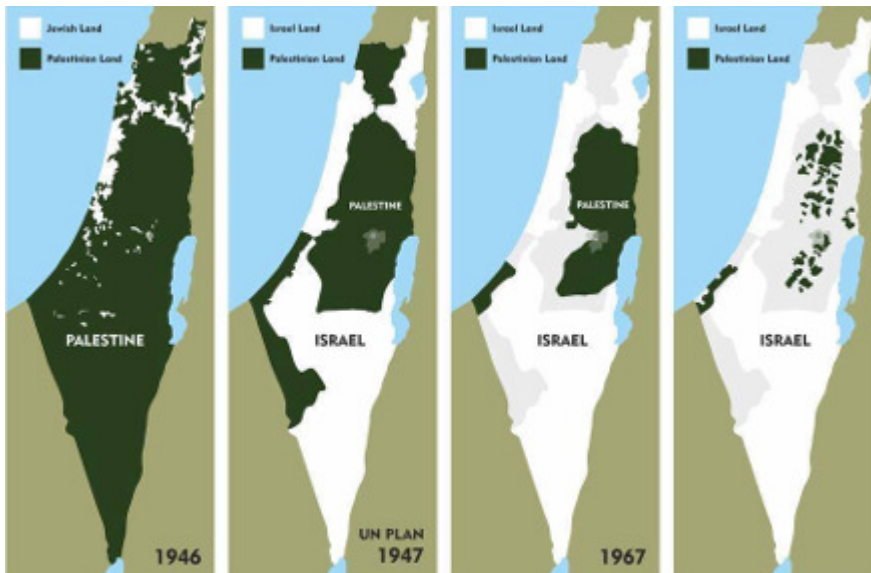 Jewish Land
Palestinian Land
PALESTINE
1946
Israel Land
Palestinian Land
PALESTINE
ISRAEL
UN PLAN
1947
Israel Land
Palestinian Land
PALESTINE
ISRAEL
1967
Israel Land
Palestinian Land
ISRAEL